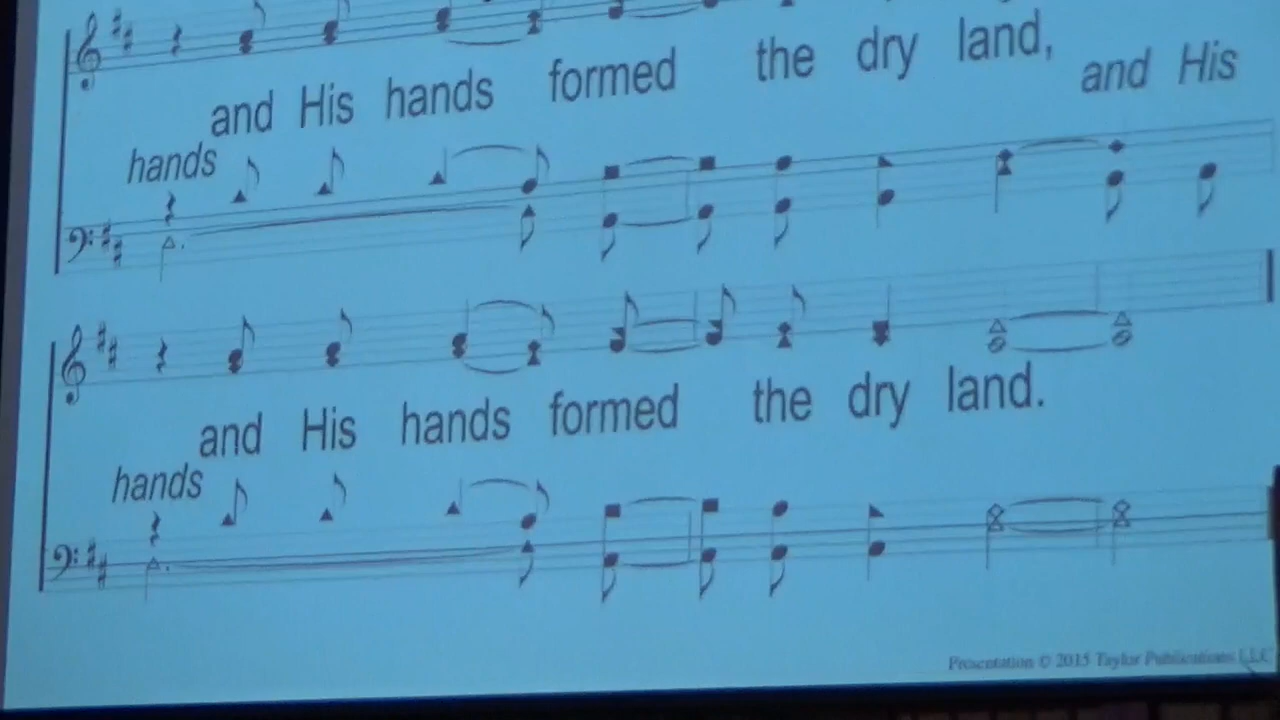 and His hands formed the dry land,
and His
hands
and His hands formed the dry land.
hands
Presentation © 2015 Taylor Publications LLC